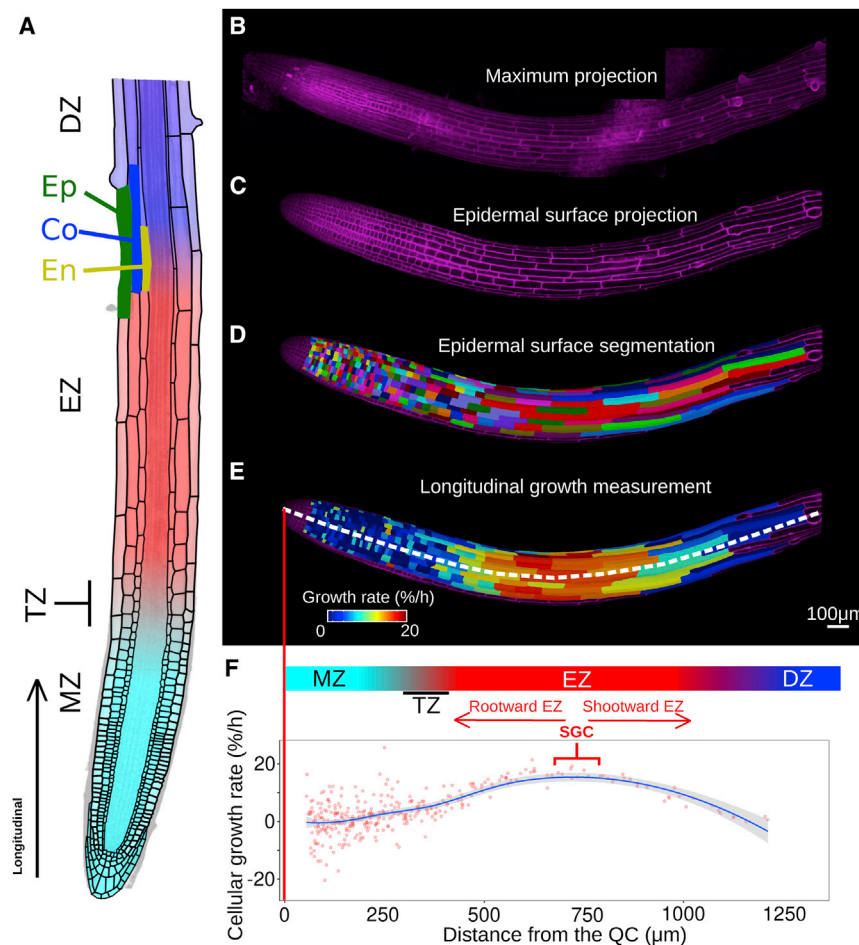 A
DZ
Ep
Co
En
EZ
TZ
MZ
Longitudinal
B
Maximum projection
C
Epidermal surface projection
D
Epidermal surface segmentation
E
Longitudinal growth measurement
Growth rate (%/h)
0 20
100μm
F
MZ EZ DZ
TZ
Rootward EZ Shootward EZ
SGC
Cellular growth rate (%/h)
20
0
-20
0 250 500 750 1000 1250
Distance from the QC (μm)